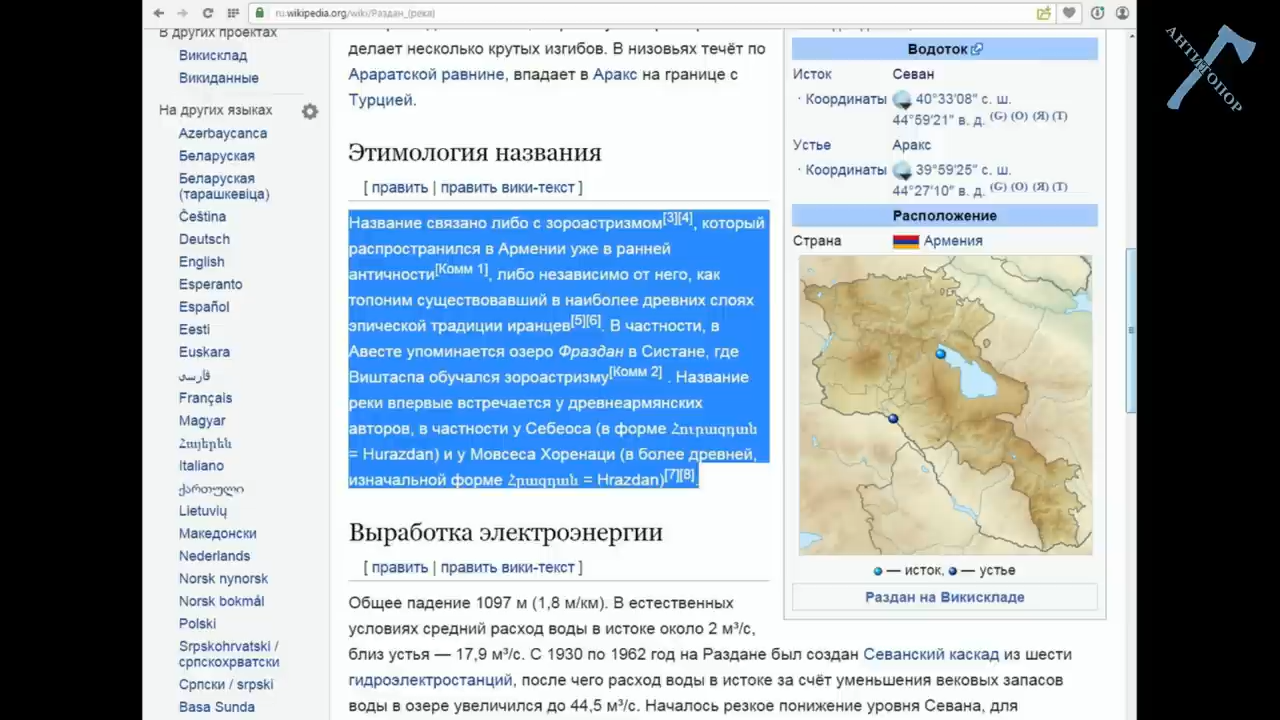 ru.wikipedia.org/wiki/Раздан_(река)
В других проектах
Викисклад
Викиданные
На других языках
Azərbaycanca
Беларуская
Беларуская
(тарашкевіца)
Čeština
Deutsch
English
Esperanto
Español
Eesti
Euskara
فارسی
Français
Magyar
Հայերեն
Italiano
ქართული
Lietuvių
Македонски
Nederlands
Norsk nynorsk
Norsk bokmål
Polski
Srpskohrvatski /
српскохрватски
Српски / srpski
Basa Sunda
делает несколько крутых изгибов. В низовьях течёт по
Араратской равнине, впадает в Аракс на границе с
Турцией.
Этимология названия
[ править | править вики-текст ]
Название связано либо с зороастризмом[3][4], который
распространился в Армении уже в ранней
античности[Комм 1], либо независимо от него, как
топоним существовавший в наиболее древних слоях
эпической традиции иранцев[5][6]. В частности, в
Авесте упоминается озеро Фраздан в Систане, где
Виштаспа обучался зороастризму[Комм 2] . Название
реки впервые встречается у древнеармянских
авторов, в частности у Себеоса (в форме Հուրազդան
= Hurazdan) и у Мовсеса Хоренаци (в более древней,
изначальной форме Հրազդան = Hrazdan)[7][8].
Выработка электроэнергии
[ править | править вики-текст ]
Общее падение 1097 м (1,8 м/км). В естественных
условиях средний расход воды в истоке около 2 м³/с,
близ устья — 17,9 м³/с. С 1930 по 1962 год на Раздане был создан Севанский каскад из шести
гидроэлектростанций, после чего расход воды в истоке за счёт уменьшения вековых запасов
воды в озере увеличился до 44,5 м³/с. Началось резкое понижение уровня Севана, для
Водоток
Исток Севан
· Координаты 40°33′08″ с. ш.
44°59′21″ в. д. (G) (O) (Я) (T)
Устье Аракс
· Координаты 39°59′25″ с. ш.
44°27′10″ в. д. (G) (O) (Я) (T)
Расположение
Страна Армения
— исток, — устье
Раздан на Викискладе
АНТИТОПОР